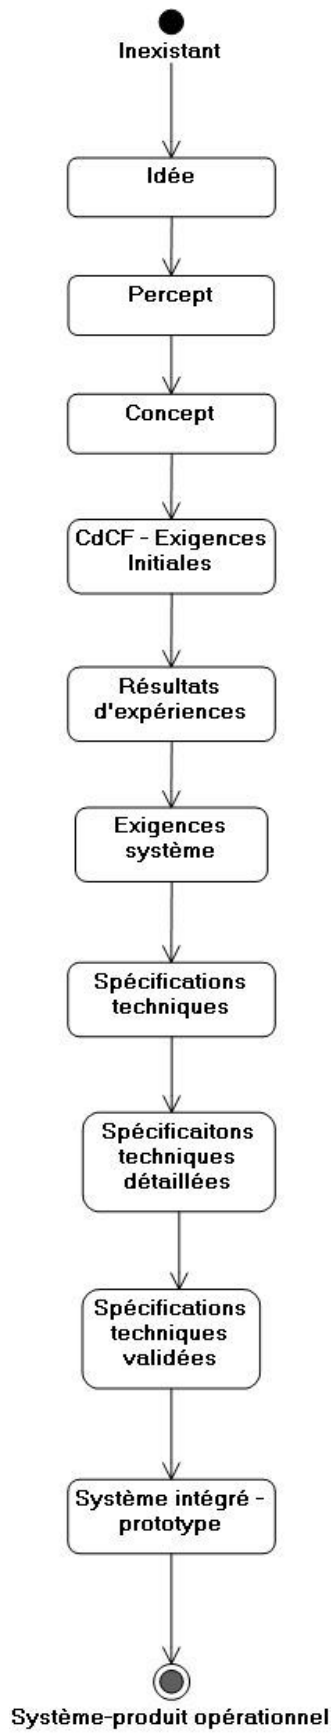 Inexistant
Idée
Percept
Concept
CdCF - Exigences
Initiales
Résultats
d'expériences
Exigences
système
Spécifications
techniques
Spécificaitons
techniques
détaillées
Spécifications
techniques
validées
Système intégré -
prototype
Système-produit opérationnel